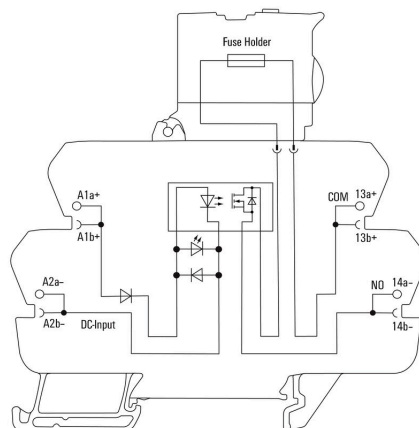 Fuse Holder
A1a+
A1b+
COM
13a+
13b+
A2a-
A2b-
DC-Input
NO
14a-
14b-